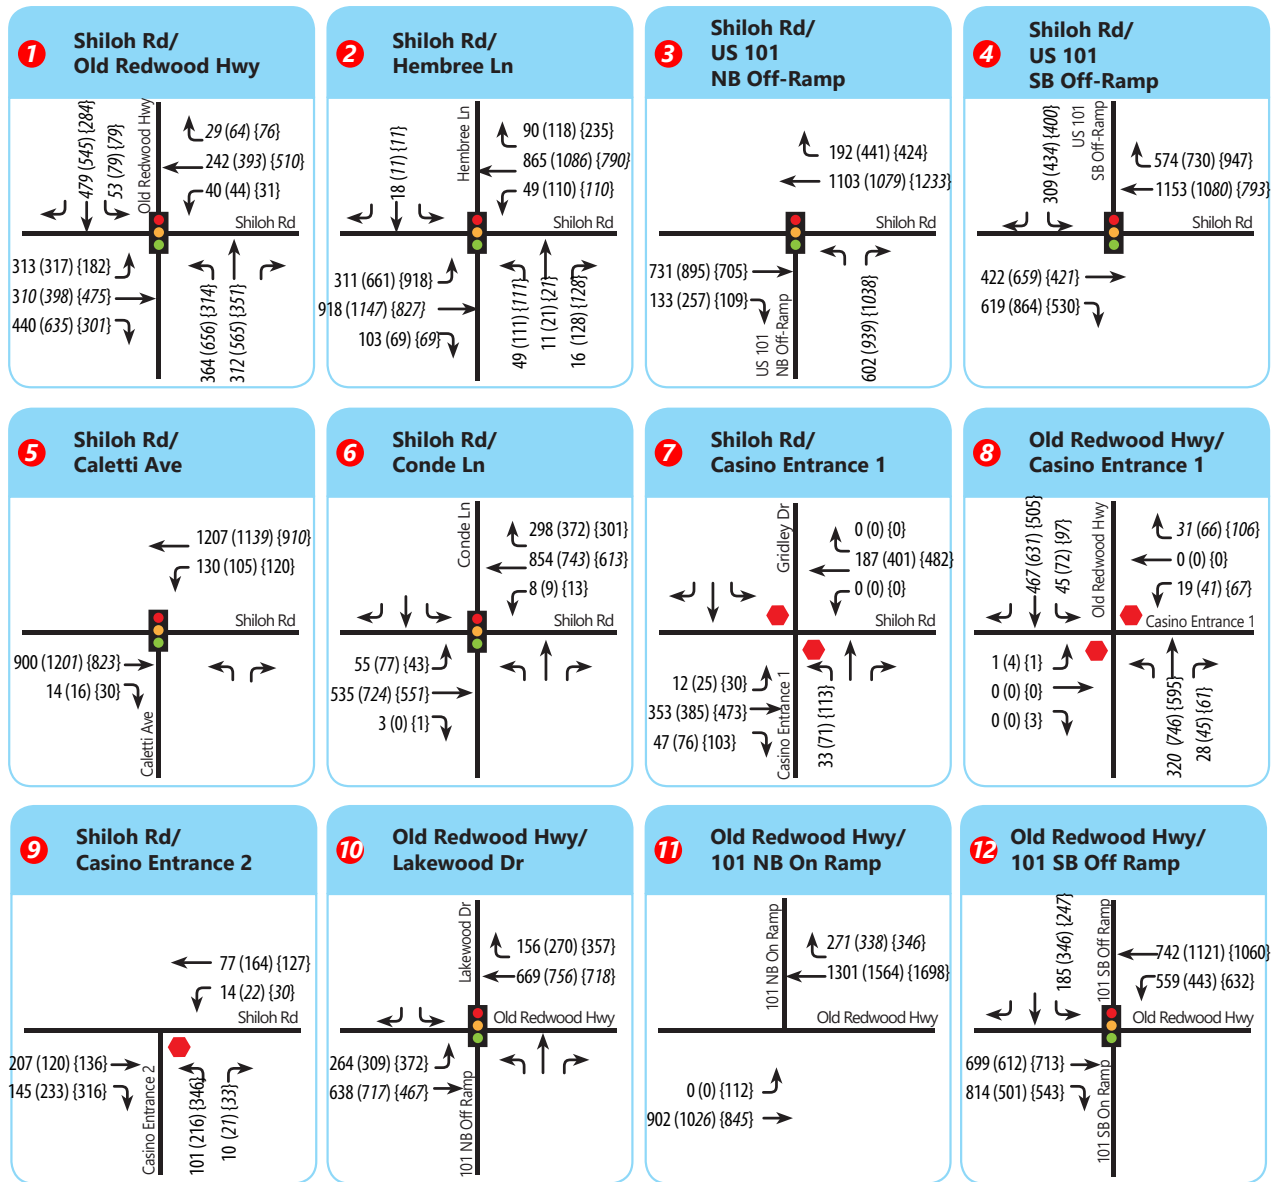 1
Shiloh Rd/
Old Redwood Hwy
479 (545) {284}
53 (79) {79}
Old Redwood Hwy
29 (64) {76}
242 (393) {510}
40 (44) {31}
Shiloh Rd
313 (317) {182}
310 (398) {475}
440 (635) {301}
364 (656) {314}
312 (565) {351}
2
Shiloh Rd/
Hembree Ln
18 (11) {11}
Hembree Ln
90 (118) {235}
865 (1086) {790}
49 (110) {110}
Shiloh Rd
311 (661) {918}
918 (1147) {827}
103 (69) {69}
49 (111) {111}
11 (21) {21}
16 (128) {128}
3
Shiloh Rd/
US 101
NB Off-Ramp
192 (441) {424}
1103 (1079) {1233}
Shiloh Rd
731 (895) {705}
133 (257) {109}
US 101
NB Off-Ramp
602 (939) {1038}
4
Shiloh Rd/
US 101
SB Off-Ramp
309 (434) {400}
US 101
SB Off-Ramp
574 (730) {947}
1153 (1080) {793}
Shiloh Rd
422 (659) {421}
619 (864) {530}
5
Shiloh Rd/
Caletti Ave
1207 (1139) {910}
130 (105) {120}
Shiloh Rd
900 (1201) {823}
14 (16) {30}
Caletti Ave
6
Shiloh Rd/
Conde Ln
Conde Ln
298 (372) {301}
854 (743) {613}
8 (9) {13}
Shiloh Rd
55 (77) {43}
535 (724) {551}
3 (0) {1}
7
Shiloh Rd/
Casino Entrance 1
Gridley Dr
0 (0) {0}
187 (401) {482}
0 (0) {0}
Shiloh Rd
12 (25) {30}
353 (385) {473}
47 (76) {103}
Casino Entrance 1
33 (71) {113}
8
Old Redwood Hwy/
Casino Entrance 1
467 (631) {505}
45 (72) {97}
Old Redwood Hwy
31 (66) {106}
0 (0) {0}
19 (41) {67}
Casino Entrance 1
1 (4) {1}
0 (0) {0}
0 (0) {3}
320 (746) {595}
28 (45) {61}
9
Shiloh Rd/
Casino Entrance 2
77 (164) {127}
14 (22) {30}
Shiloh Rd
207 (120) {136}
145 (233) {316}
Casino Entrance 2
101 (216) {346}
10 (21) {33}
10
Old Redwood Hwy/
Lakewood Dr
Lakewood Dr
156 (270) {357}
669 (756) {718}
Old Redwood Hwy
264 (309) {372}
638 (717) {467}
101 NB Off Ramp
11
Old Redwood Hwy/
101 NB On Ramp
101 NB On Ramp
271 (338) {346}
1301 (1564) {1698}
Old Redwood Hwy
0 (0) {112}
902 (1026) {845}
12
Old Redwood Hwy/
101 SB Off Ramp
185 (346) {247}
101 SB Off Ramp
742 (1121) {1060}
559 (443) {632}
Old Redwood Hwy
699 (612) {713}
814 (501) {543}
101 SB On Ramp